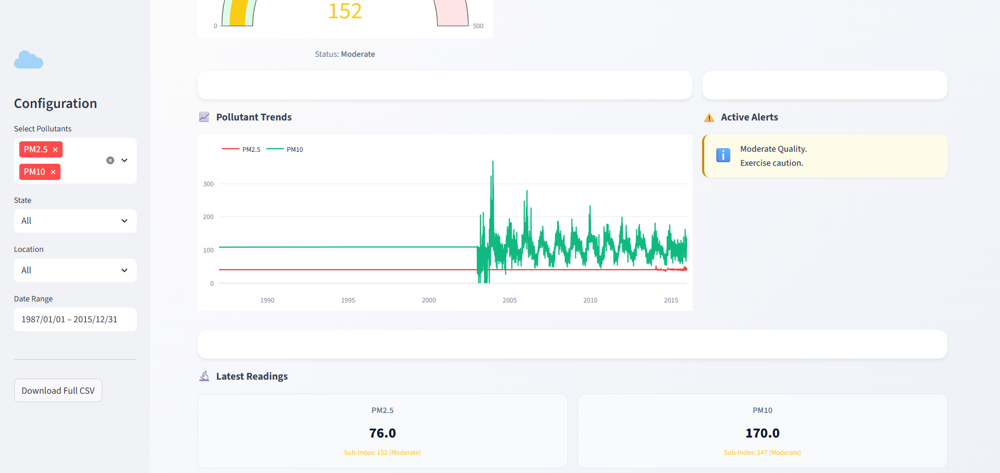 152
0
500
Status: Moderate
Configuration
Select Pollutants
PM2.5 ×
PM10 ×
State
All
Location
All
Date Range
1987/01/01 – 2015/12/31
Download Full CSV
Pollutant Trends
PM2.5
PM10
300
200
100
0
1990
1995
2000
2005
2010
2015
Active Alerts
Moderate Quality.
Exercise caution.
Latest Readings
PM2.5
76.0
Sub-Index: 152 (Moderate)
PM10
170.0
Sub-Index: 147 (Moderate)